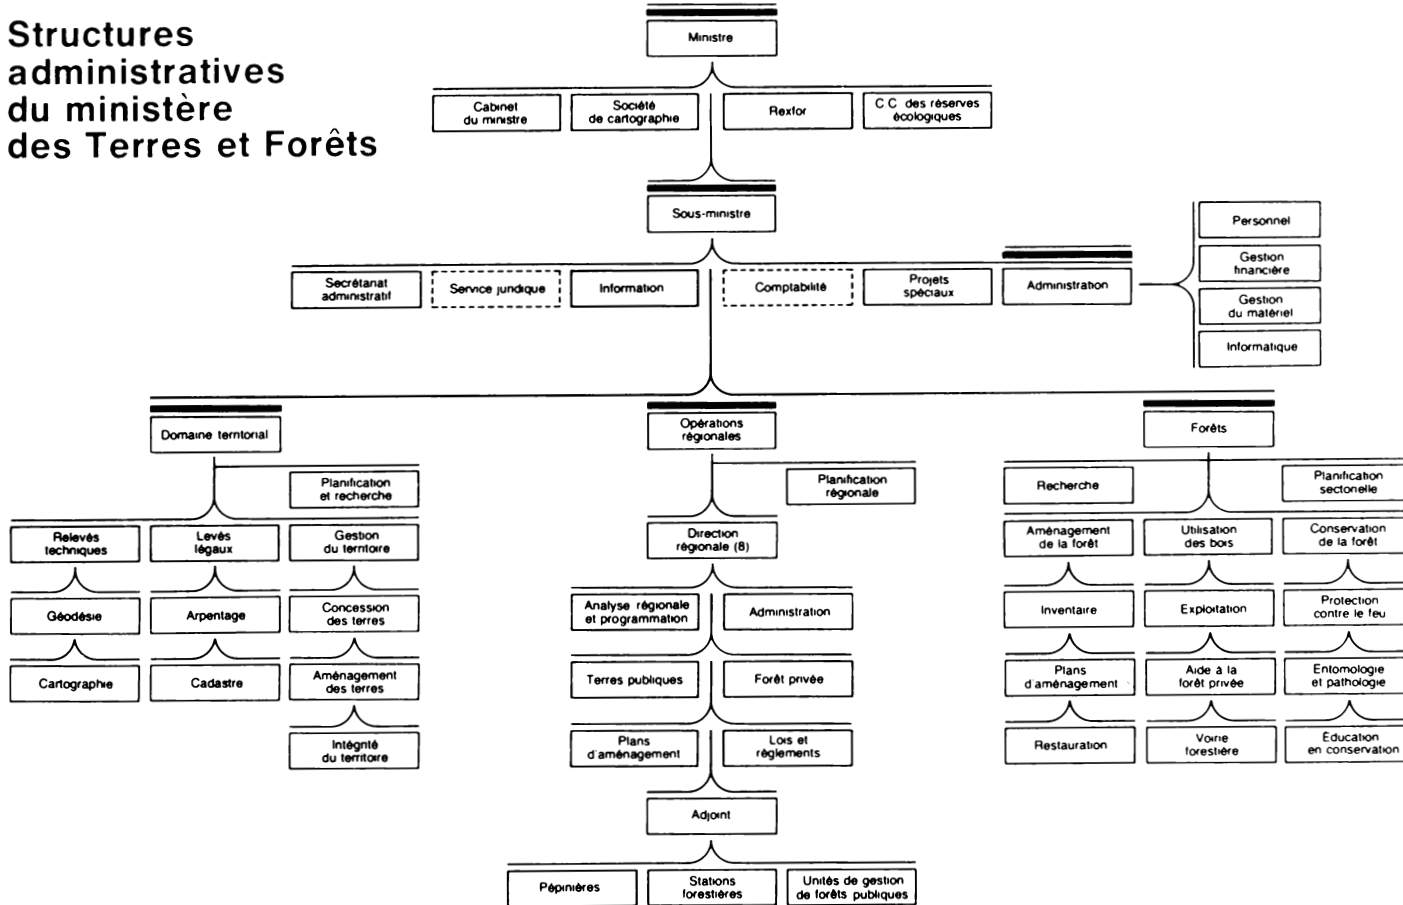 Structures
administratives
du ministère
des Terres et Forêts
Ministre
Cabinet
du ministre
Société
de cartographie
Rexfor
C C des réserves
écologiques
Sous-ministre
Secrétariat
administratif
Service juridique
Information
Comptabilité
Projets
spéciaux
Administration
Personnel
Gestion
financière
Gestion
du matériel
Informatique
Domaine territorial
Opérations
régionales
Forêts
Planification
et recherche
Relevés
techniques
Levés
légaux
Gestion
du territoire
Géodésie
Arpentage
Concession
des terres
Cartographie
Cadastre
Aménagement
des terres
Intégrité
du territoire
Planification
régionale
Direction
régionale (8)
Analyse régionale
et programmation
Administration
Terres publiques
Forêt privée
Plans
d'aménagement
Lois et
règlements
Adjoint
Pépinières
Stations
forestières
Unités de gestion
de forêts publiques
Recherche
Planification
sectorielle
Aménagement
de la forêt
Utilisation
des bois
Conservation
de la forêt
Inventaire
Exploitation
Protection
contre le feu
Plans
d'aménagement
Aide à la
forêt privée
Entomologie
et pathologie
Restauration
Voirie
forestière
Éducation
en conservation